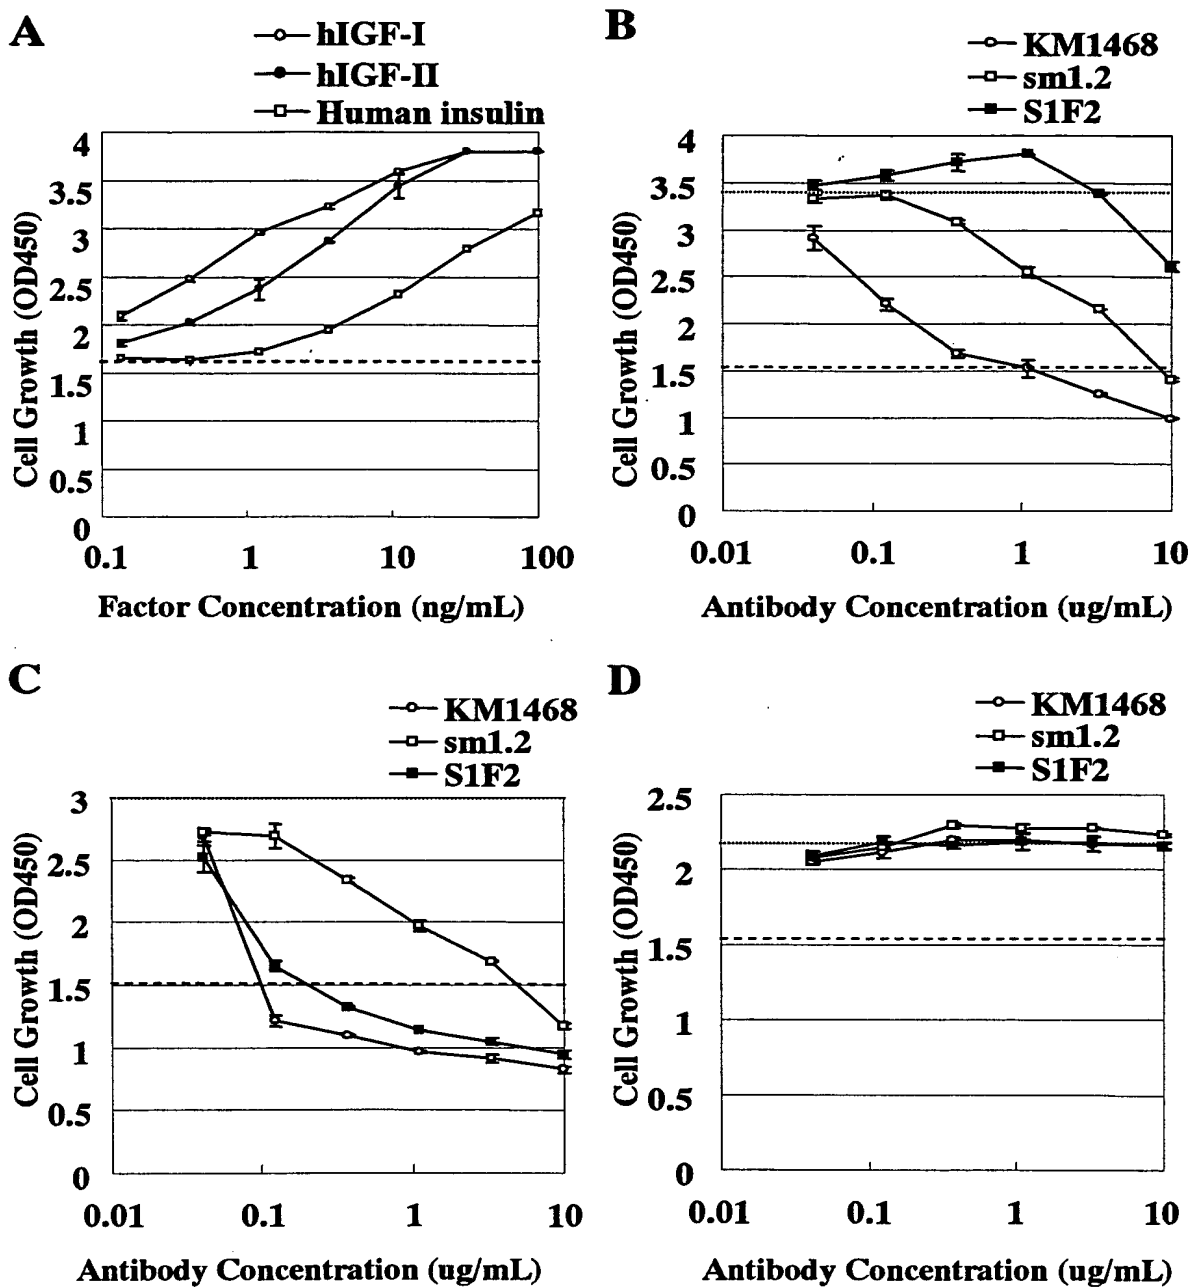 A
hIGF-I
hIGF-II
Human insulin
4
3.5
3
2.5
2
1.5
1
0.5
0
Cell Growth (OD450)
0.1
1
10
100
Factor Concentration (ng/mL)
B
KM1468
sm1.2
S1F2
4
3.5
3
2.5
2
1.5
1
0.5
0
Cell Growth (OD450)
0.01
0.1
1
10
Antibody Concentration (ug/mL)
C
KM1468
sm1.2
S1F2
3
2.5
2
1.5
1
0.5
0
Cell Growth (OD450)
0.01
0.1
1
10
Antibody Concentration (ug/mL)
D
KM1468
sm1.2
S1F2
2.5
2
1.5
1
0.5
0
Cell Growth (OD450)
0.01
0.1
1
10
Antibody Concentration (ug/mL)